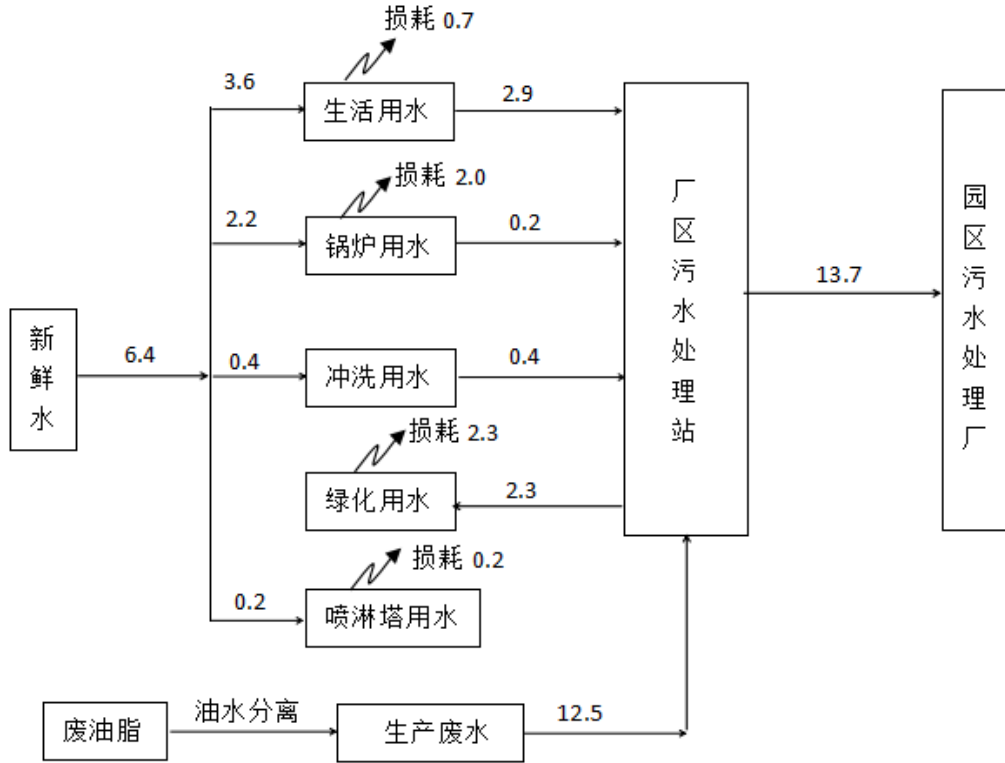 损耗 0.7
3.6
生活用水
2.9
损耗 2.0
2.2
锅炉用水
0.2
厂区污水处理站
13.7
园区污水处理厂
新鲜水
6.4
0.4
冲洗用水
0.4
损耗 2.3
绿化用水
2.3
损耗 0.2
0.2
喷淋塔用水
废油脂
油水分离
生产废水
12.5